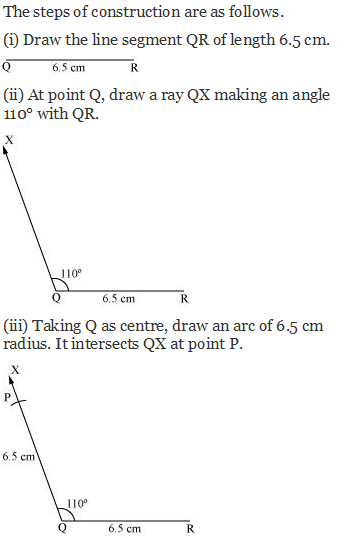 The steps of construction are as follows.
(i) Draw the line segment QR of length 6.5 cm.
Q 6.5 cm R
(ii) At point Q, draw a ray QX making an angle
110° with QR.
X
110°
Q 6.5 cm R
(iii) Taking Q as centre, draw an arc of 6.5 cm
radius. It intersects QX at point P.
X
P
6.5 cm
110°
Q 6.5 cm R